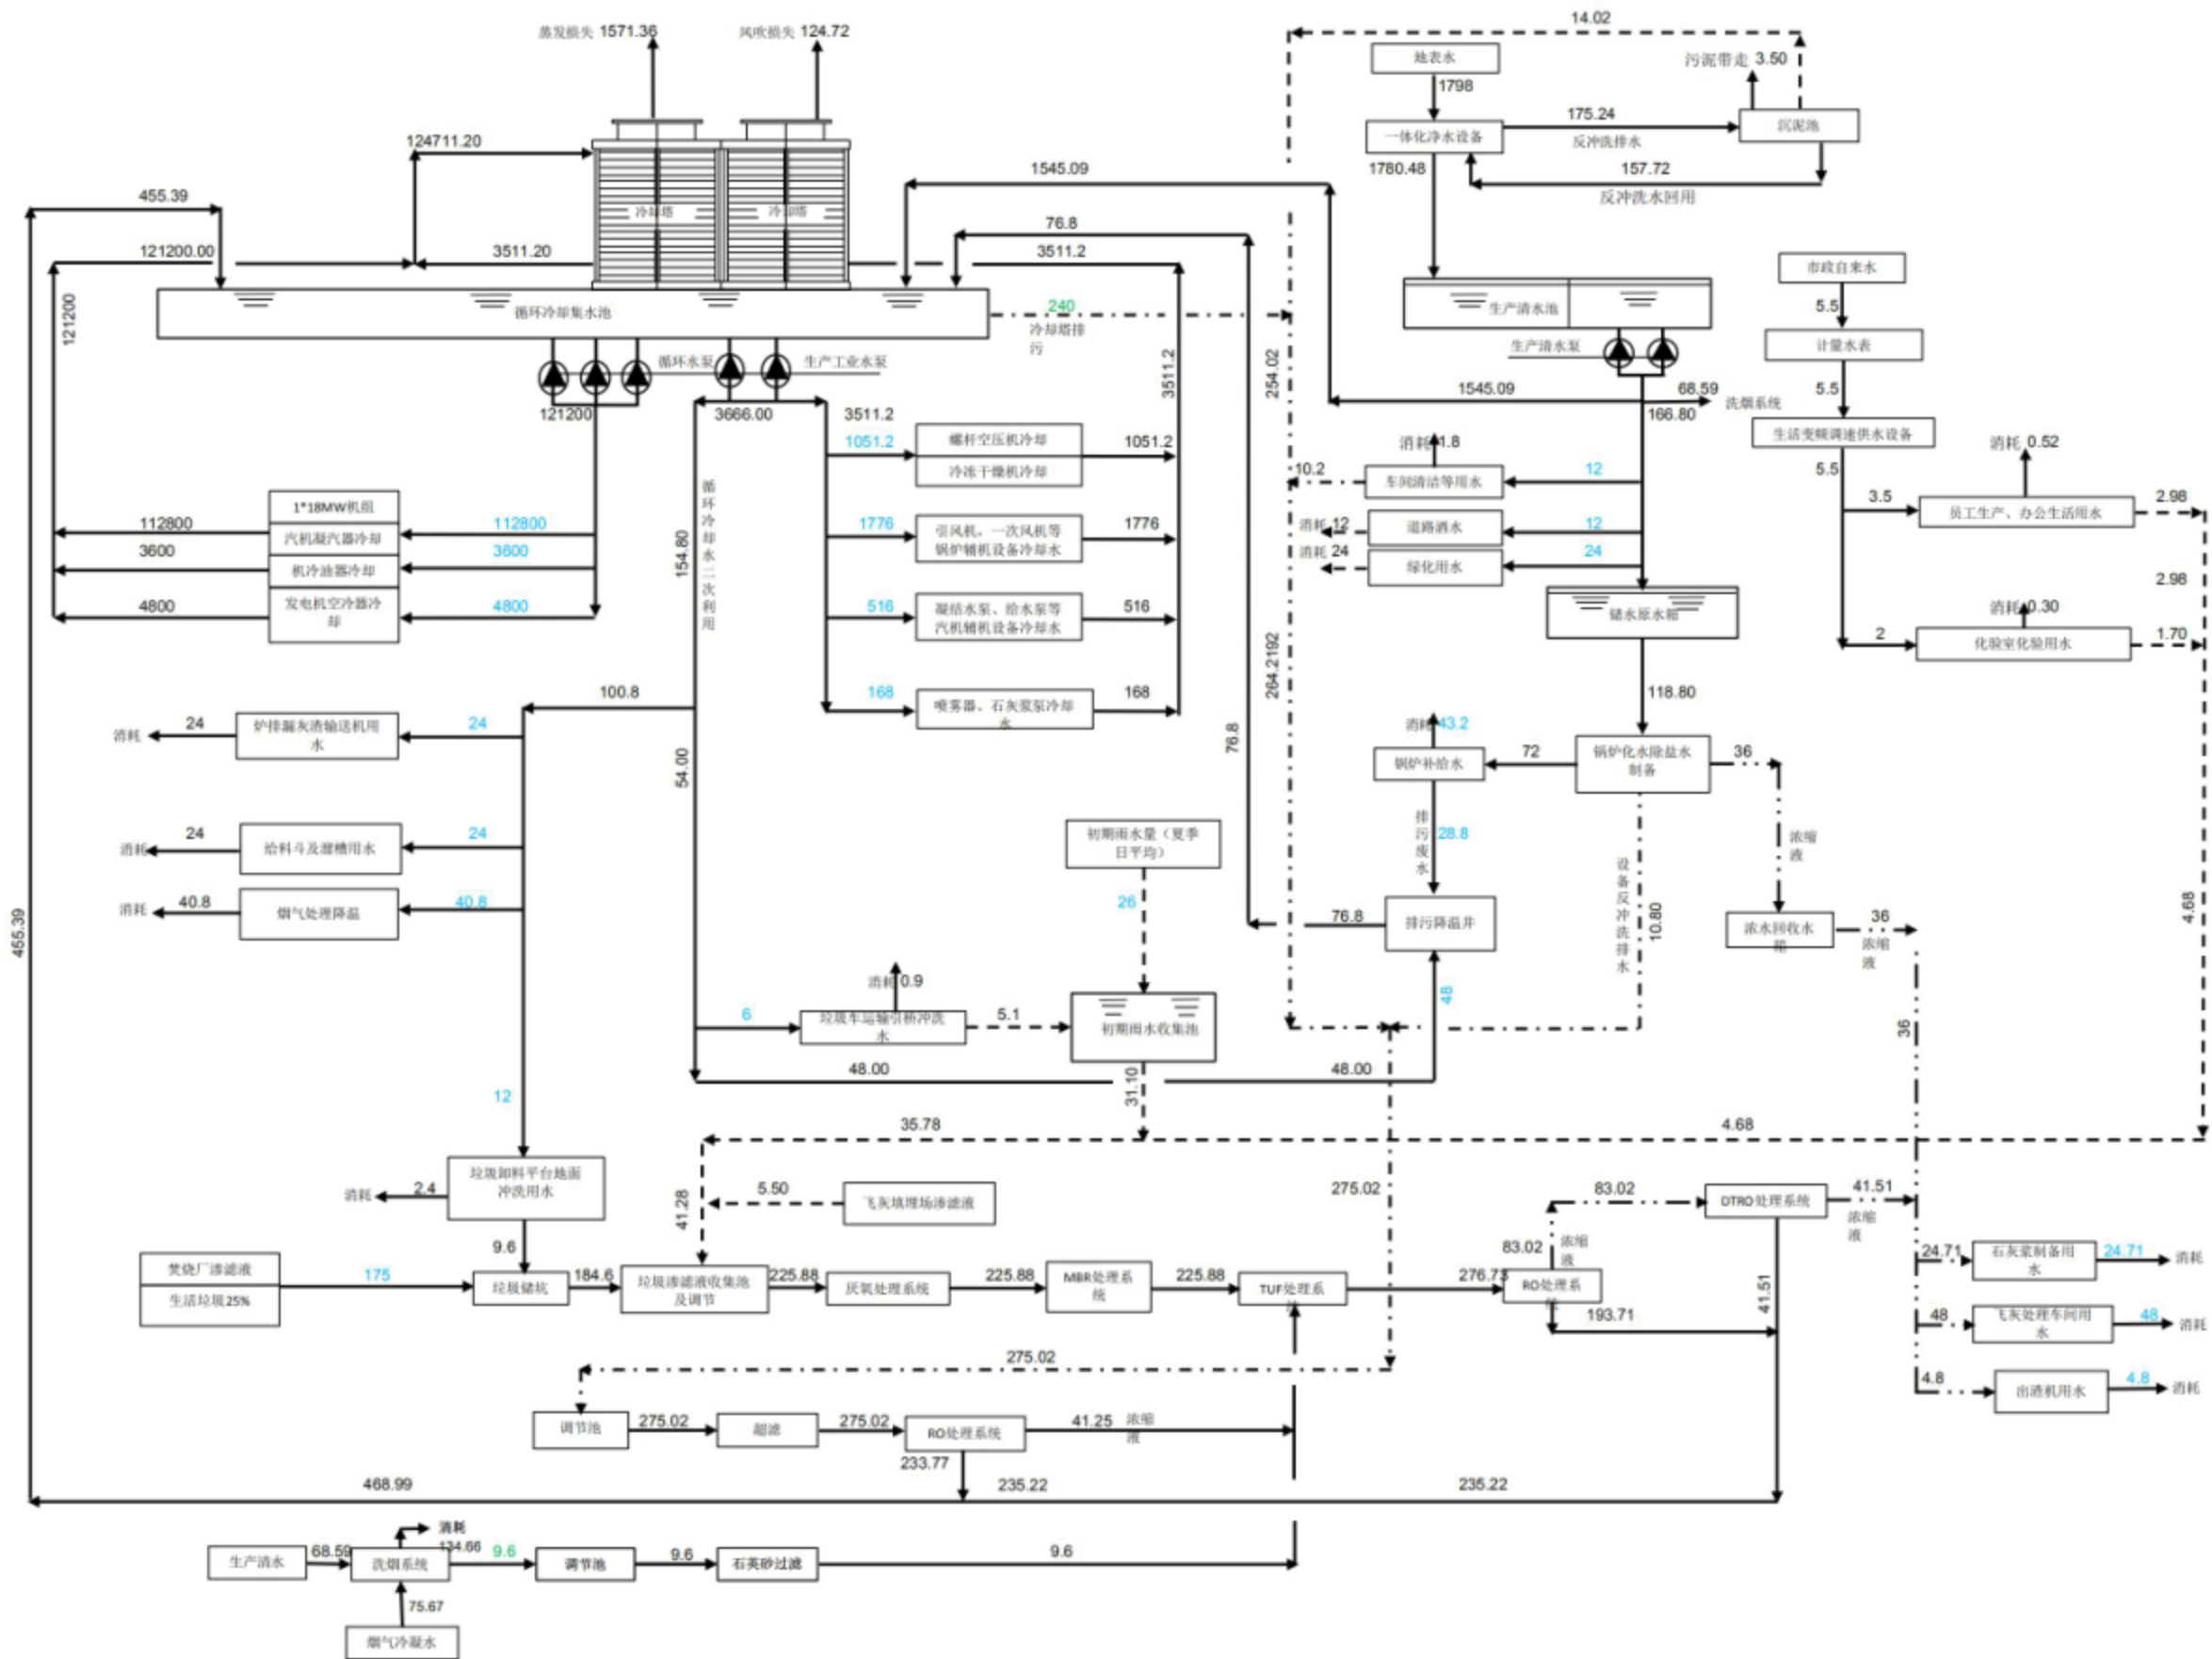 蒸发损失 1571.36
风吹损失 124.72
14.02
地表水
污泥带走 3.50
1798
175.24
沉泥池
一体化净水设备
反冲洗排水
124711.20
1780.48
157.72
1545.09
反冲洗水回用
455.39
冷却塔
冷却塔
76.8
121200.00
3511.20
3511.2
市政自来水
121200
240
5.5
循环冷却集水池
生产清水池
冷却塔排
污
计量水表
生产清水泵
循环水泵
生产工业水泵
254.02
3511.2
1545.09
68.59
5.5
洗烟系统
121200
3666.00
3511.2
166.80
生活变频调速供水设备
1051.2
螺杆空压机冷却
1051.2
消耗 1.8
消耗 0.52
冷冻干燥机冷却
10.2
车间清洁等用水
12
5.5
循环冷却水二次利用
3.5
员工生产、办公生活用水
2.98
1*18MW机组
112800
汽机凝汽器冷却
112800
1776
引风机，一次风机等
锅炉辅机设备冷却水
1776
消耗 12
道路洒水
12
3600
机冷油器冷却
3600
154.80
消耗 24
绿化用水
24
2.98
4800
发电机空冷器冷
却
4800
516
凝结水泵、给水泵等
汽机辅机设备冷却水
516
储水原水箱
消耗 0.30
2
化验室化验用水
1.70
264.2192
100.8
168
喷雾器、石灰浆泵冷却
水
168
118.80
消耗
24
炉排漏灰渣输送机用
水
24
消耗 43.2
54.00
76.8
锅炉补给水
72
锅炉化水除盐水
制备
36
消耗
24
给料斗及溜槽用水
24
初期雨水量（夏季
日平均）
排污废水
28.8
浓缩
液
设备反冲洗排水
消耗
40.8
烟气处理降温
40.8
26
76.8
排污降温井
10.80
浓水回收水
箱
36
浓缩
液
4.68
455.39
消耗 0.9
48
6
垃圾车运输引桥冲洗
水
5.1
初期雨水收集池
36
48.00
48.00
31.10
12
35.78
4.68
垃圾卸料平台地面
冲洗用水
消耗
2.4
41.28
5.50
飞灰填埋场渗滤液
275.02
83.02
DTRO处理系统
41.51
浓缩
液
9.6
83.02
浓缩
液
焚烧厂渗滤液
生活垃圾25%
175
垃圾储坑
184.6
垃圾渗滤液收集池
及调节
225.88
厌氧处理系统
225.88
MBR处理系
统
225.88
TUF处理系
276.73
RO处理系
统
193.71
41.51
24.71
石灰浆制备用
水
24.71
消耗
48
飞灰处理车间用
水
48
消耗
275.02
4.8
出渣机用水
4.8
消耗
调节池
275.02
超滤
275.02
RO处理系统
41.25
浓缩
液
233.77
468.99
235.22
235.22
消耗
134.66
生产清水
68.59
洗烟系统
9.6
调节池
9.6
石英砂过滤
9.6
75.67
烟气冷凝水